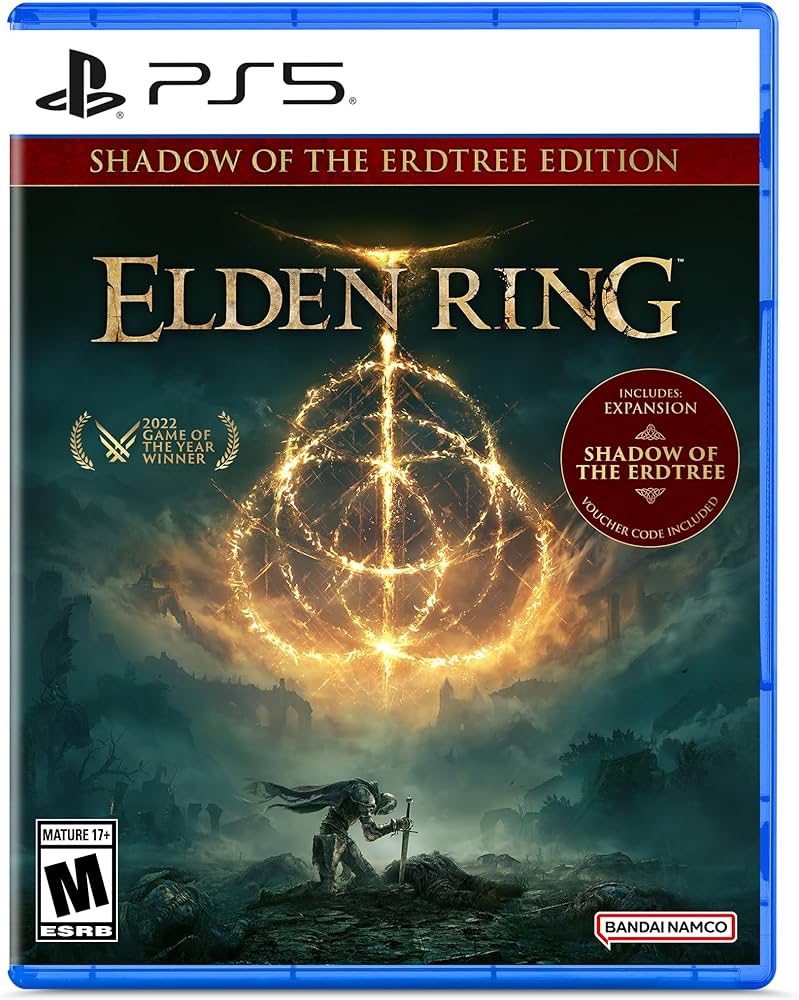 PS5®
SHADOW OF THE ERDTREE EDITION
ELDEN RING™
2022
GAME OF
THE YEAR
WINNER
INCLUDES:
EXPANSION
SHADOW OF
THE ERDTREE
VOUCHER CODE INCLUDED
MATURE 17+
M
ESRB
BANDAI NAMCO